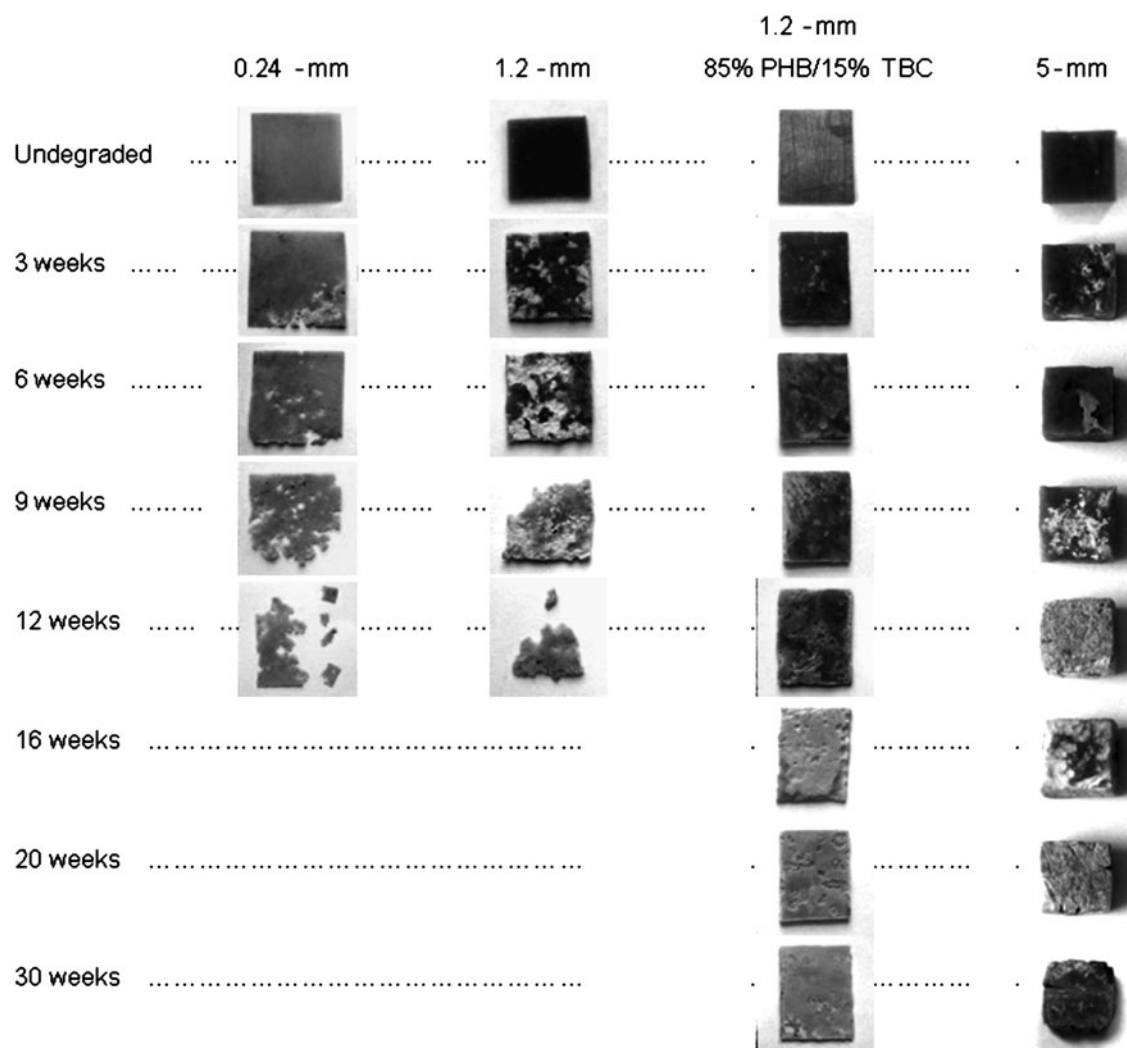 1.2 -mm
0.24 -mm 1.2 -mm 85% PHB/15% TBC 5-mm
Undegraded
3 weeks
6 weeks
9 weeks
12 weeks
16 weeks
20 weeks
30 weeks